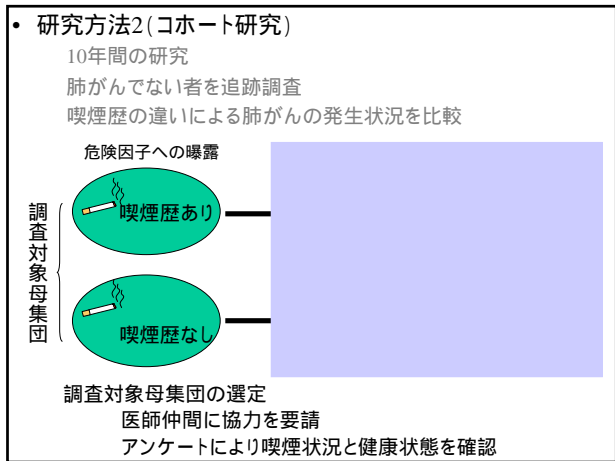 • 研究方法2(コホート研究)
10年間の研究
肺がんでない者を追跡調査
喫煙歴の違いによる肺がんの発生状況を比較
危険因子への曝露
調査対象母集団
喫煙歴あり
喫煙歴なし
調査対象母集団の選定
医師仲間に協力を要請
アンケートにより喫煙状況と健康状態を確認